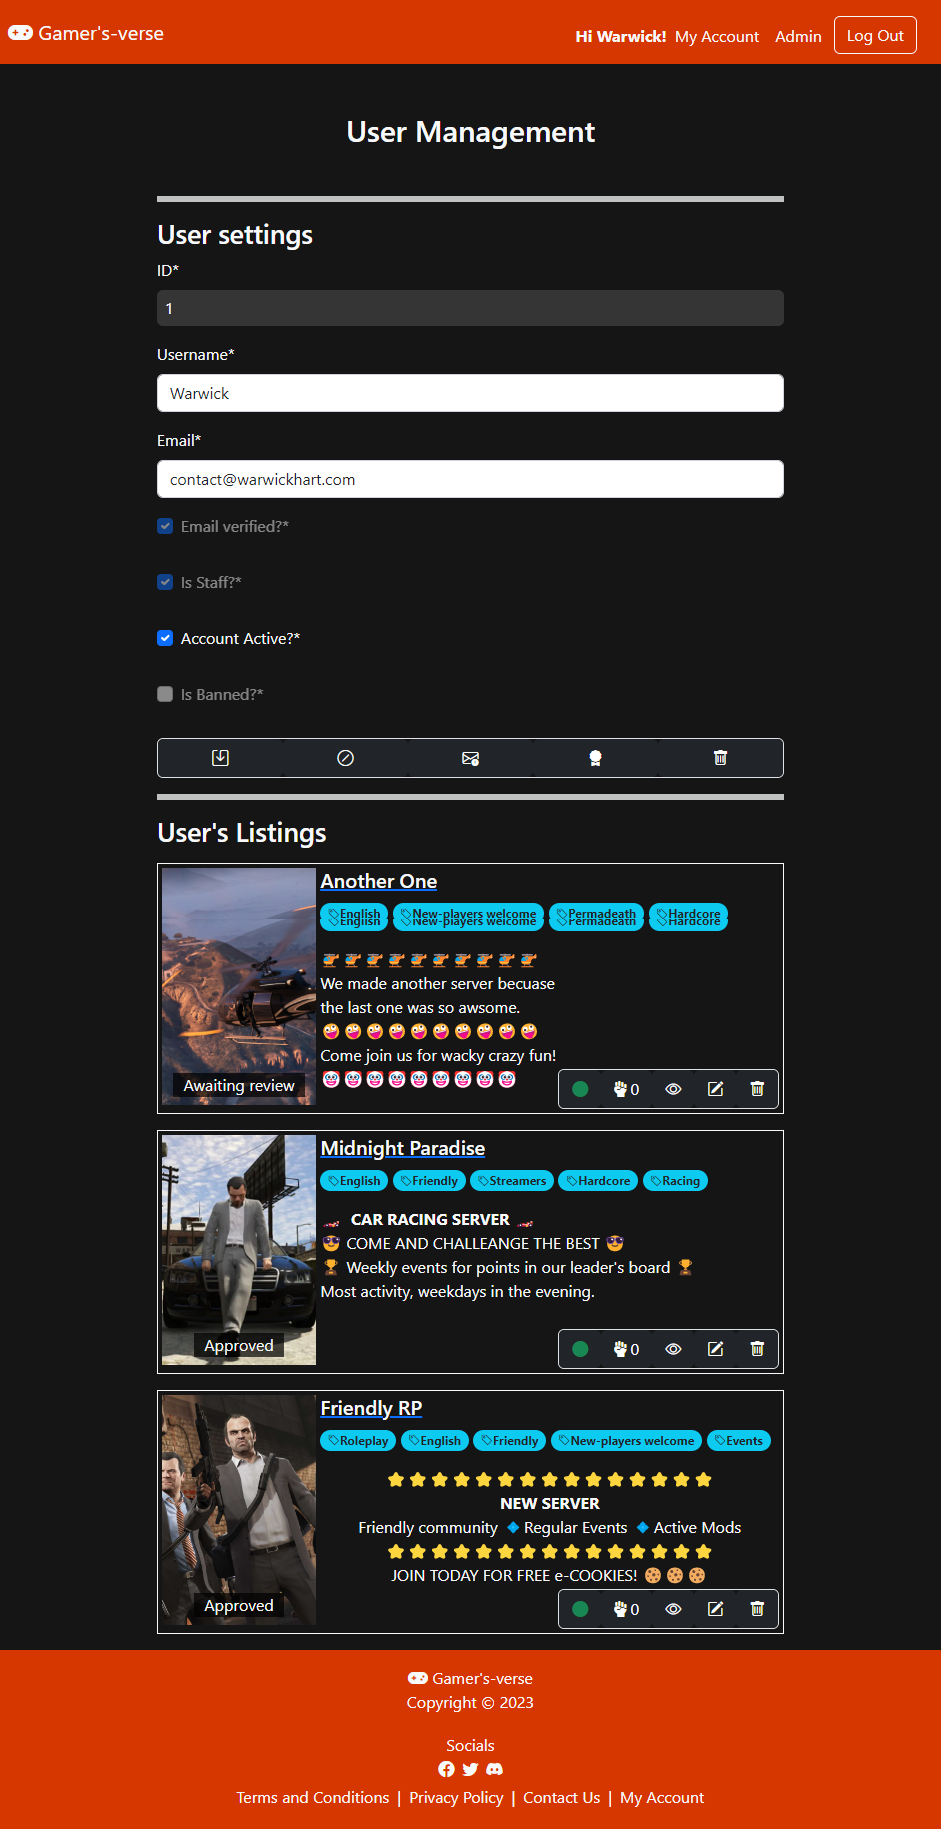 Gamer's-verse
Hi Warwick! My Account Admin Log Out
User Management
User settings
ID*
1
Username*
Warwick
Email*
contact@warwickhart.com
Email verified?*
Is Staff?*
Account Active?*
Is Banned?*
User's Listings
Another One
English New-players welcome Permadeath Hardcore
English New-players welcome Permadeath Hardcore
🚁 🚁 🚁 🚁 🚁 🚁 🚁 🚁 🚁 🚁
We made another server becuase
the last one was so awsome.
🤪 🤪 🤪 🤪 🤪 🤪 🤪 🤪 🤪 🤪
Come join us for wacky crazy fun!
🤡 🤡 🤡 🤡 🤡 🤡 🤡 🤡 🤡
Awaiting review
0
Midnight Paradise
English Friendly Streamers Hardcore Racing
🏎️ CAR RACING SERVER 🏎️
😎 COME AND CHALLEANGE THE BEST 😎
🏆 Weekly events for points in our leader's board 🏆
Most activity, weekdays in the evening.
Approved
0
Friendly RP
Roleplay English Friendly New-players welcome Events
⭐ ⭐ ⭐ ⭐ ⭐ ⭐ ⭐ ⭐ ⭐ ⭐ ⭐ ⭐ ⭐ ⭐ ⭐
NEW SERVER
Friendly community 🔹Regular Events 🔹Active Mods
⭐ ⭐ ⭐ ⭐ ⭐ ⭐ ⭐ ⭐ ⭐ ⭐ ⭐ ⭐ ⭐ ⭐ ⭐
JOIN TODAY FOR FREE e-COOKIES! 🍪 🍪 🍪
Approved
0
Gamer's-verse
Copyright © 2023
Socials
Terms and Conditions | Privacy Policy | Contact Us | My Account